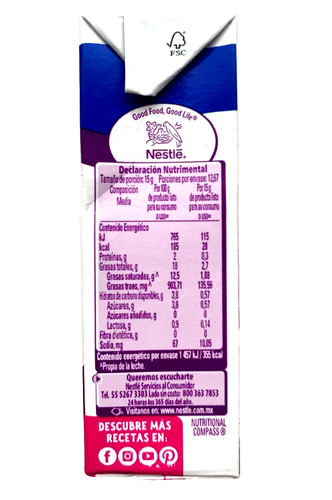 FSC
Good Food, Good Life®
Nestlé®
Declaración Nutrimental
Tamaño de porción: 15 g Porciones por envase: 12,67
Composición Por 100 g Por 15 g
Media de producto listo de producto listo
para su consumo para su consumo
Contenido Energético
kJ 765 115
kcal 185 28
Proteínas, g 2 0,3
Grasas totales, g 18 2,7
Grasas saturadas, g^ 12,5 1,88
Grasas trans, mg^ 903,71 135,56
Hidratos de carbono disponibles, g 3,8 0,57
Azúcares, g 3,8 0,57
Azúcares añadidos, g 0 0
Lactosa, g 0,9 0,14
Fibra dietética, g 0 0
Sodio, mg 67 10,05
Contenido energético por envase 1 457 kJ / 355 kcal
^Propia de la leche.
Queremos escucharte
Nestlé Servicios al Consumidor
Tel. 55 5267 3303 Lada sin costo: 800 363 7853
24 horas los 365 días del año.
Visítanos en: www.nestle.com.mx
DESCUBRE MÁS
RECETAS EN:
NUTRITIONAL
COMPASS®